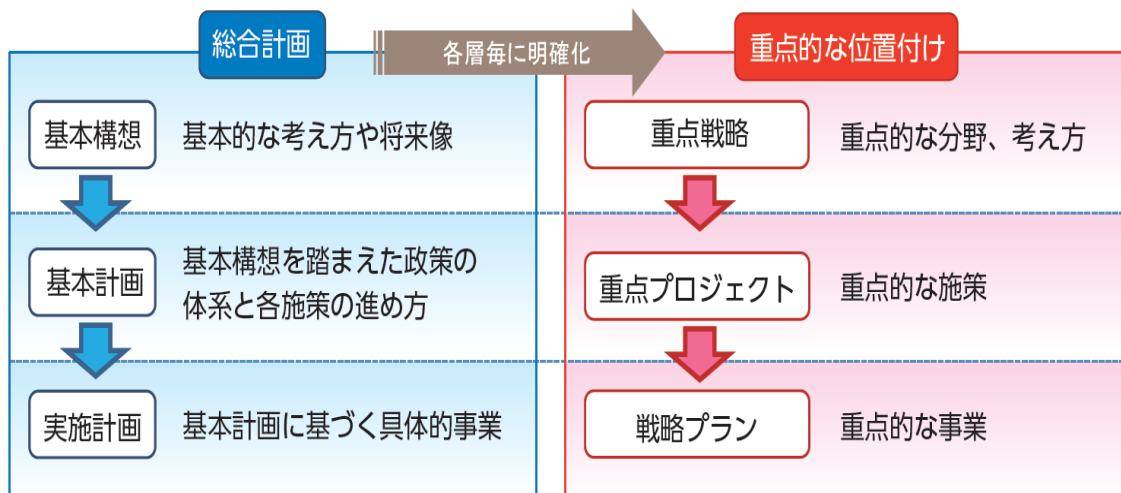 総合計画
各層毎に明確化
重点的な位置付け
基本構想
基本的な考え方や将来像
重点戦略
重点的な分野、考え方
基本計画
基本構想を踏まえた政策の
体系と各施策の進め方
重点プロジェクト
重点的な施策
実施計画
基本計画に基づく具体的事業
戦略プラン
重点的な事業